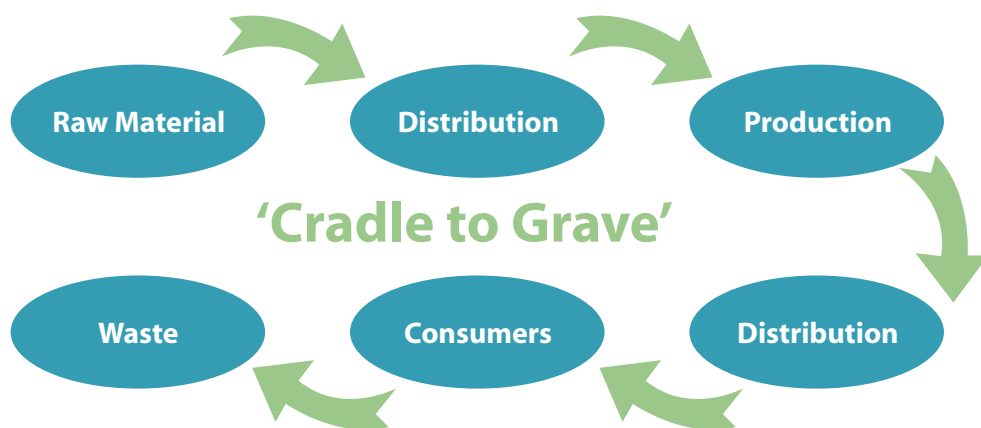 Raw Material
Distribution
Production
‘Cradle to Grave’
Waste
Consumers
Distribution